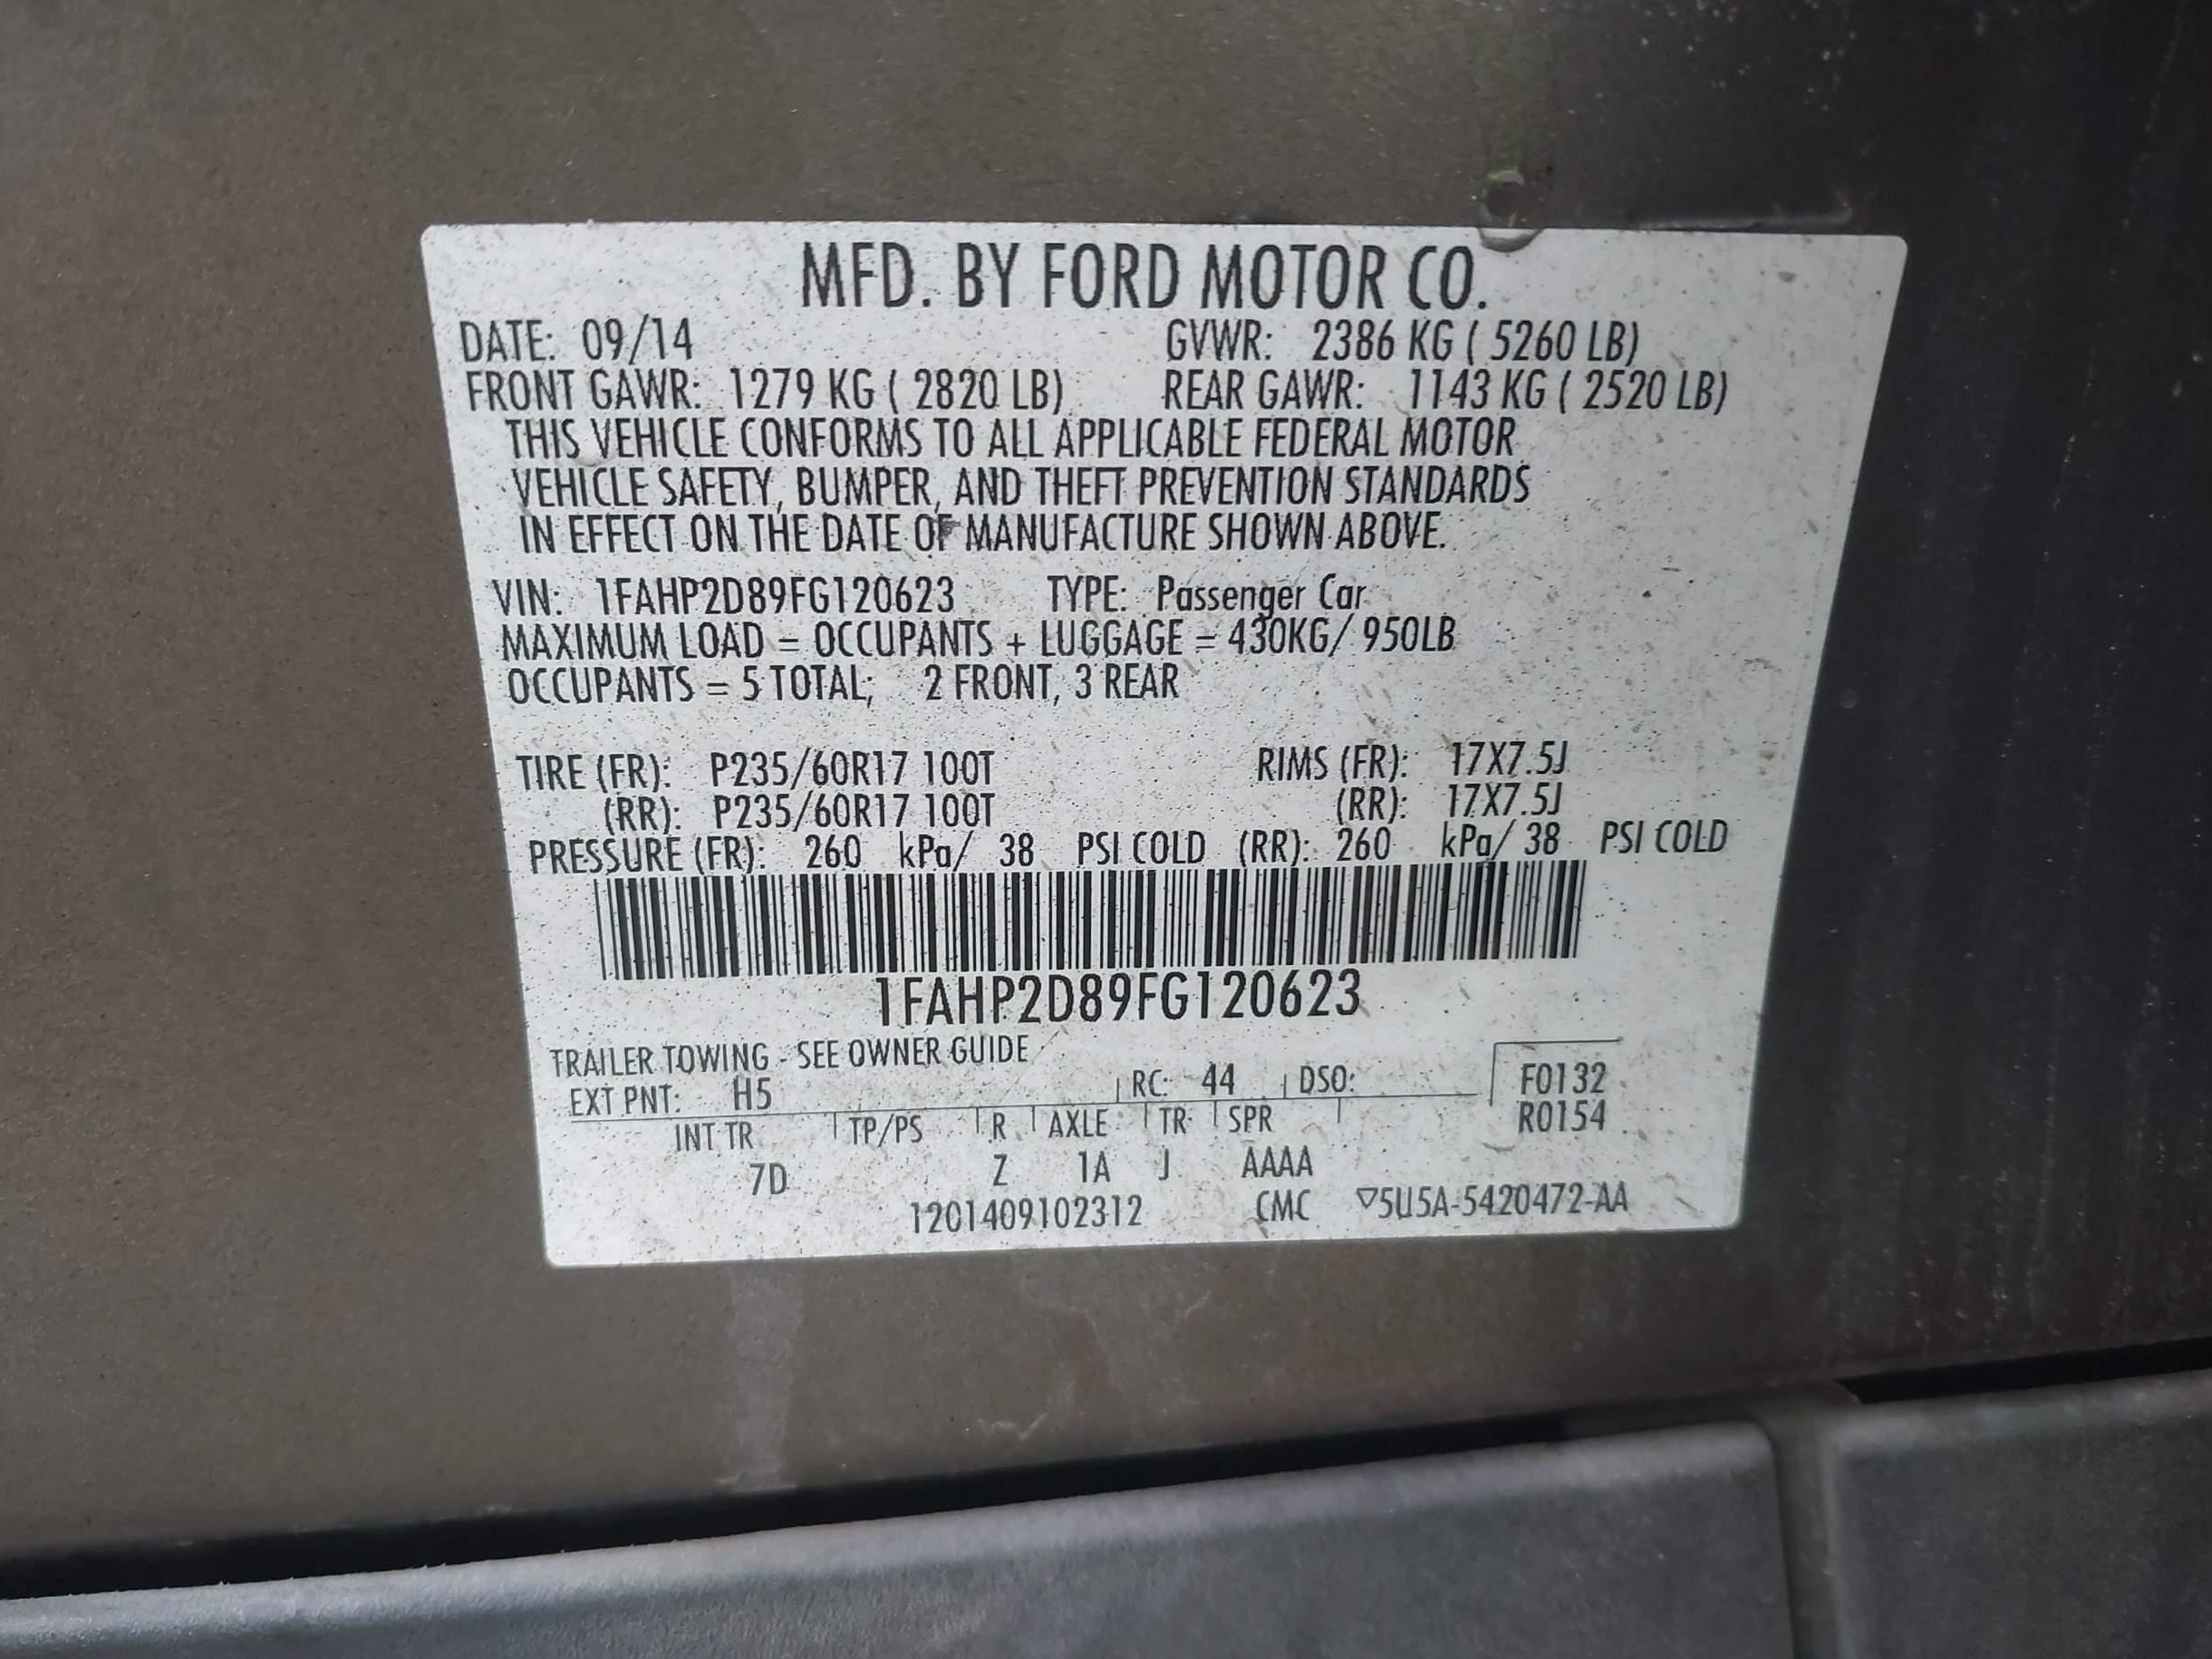 MFD. BY FORD MOTOR CO.
DATE: 09/14 GVWR: 2386 KG ( 5260 LB)
FRONT GAWR: 1279 KG ( 2820 LB) REAR GAWR: 1143 KG ( 2520 LB)
THIS VEHICLE CONFORMS TO ALL APPLICABLE FEDERAL MOTOR
VEHICLE SAFETY, BUMPER, AND THEFT PREVENTION STANDARDS
IN EFFECT ON THE DATE OF MANUFACTURE SHOWN ABOVE.
VIN: 1FAHP2D89FG120623 TYPE: Passenger Car
MAXIMUM LOAD = OCCUPANTS + LUGGAGE = 430KG/ 950LB
OCCUPANTS = 5 TOTAL; 2 FRONT, 3 REAR
TIRE (FR): P235/60R17 100T RIMS (FR): 17X7.5J
(RR): P235/60R17 100T (RR): 17X7.5J
PRESSURE (FR): 260 kPa/ 38 PSI COLD (RR): 260 kPa/ 38 PSI COLD
1FAHP2D89FG120623
TRAILER TOWING - SEE OWNER GUIDE
EXT PNT: H5 RC: 44 DSO: F0132
INT TR TP/PS R AXLE TR SPR R0154
7D Z 1A J AAAA
1201409102312 CMC ▽5U5A-5420472-AA